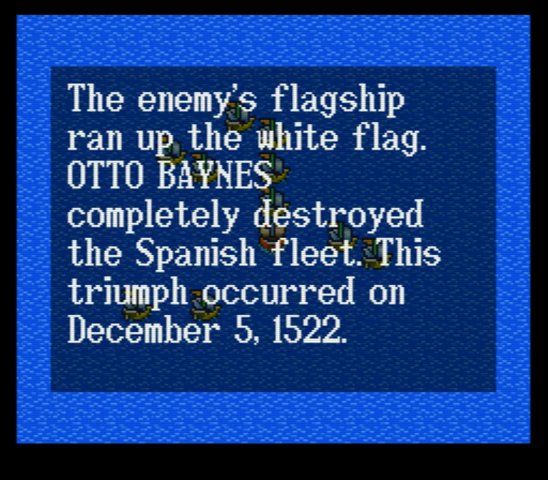 The enemy's flagship
ran up the white flag.
OTTO BAYNES
completely destroyed
the Spanish fleet. This
triumph occurred on
December 5, 1522.